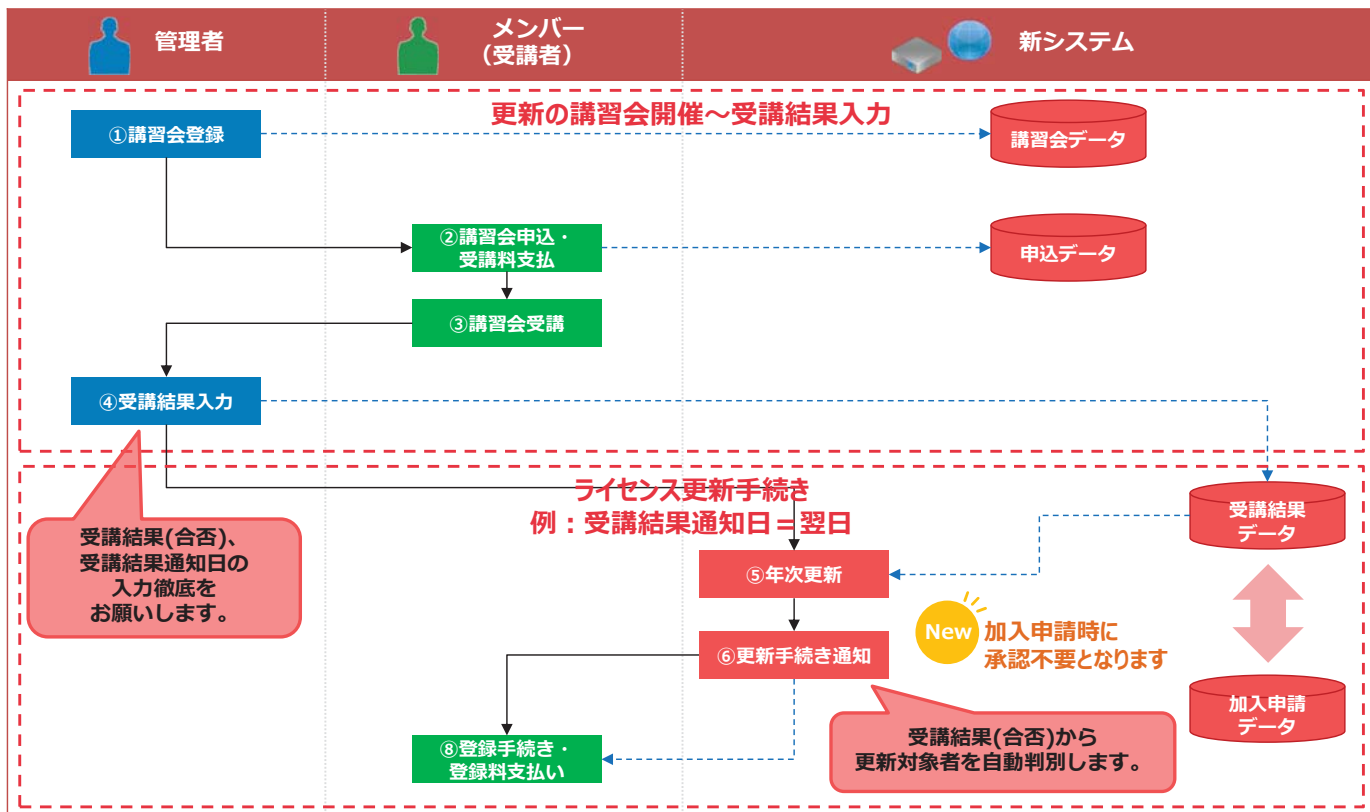 管理者
メンバー
（受講者）
新システム
更新の講習会開催～受講結果入力
①講習会登録
講習会データ
②講習会申込・
受講料支払
申込データ
③講習会受講
④受講結果入力
ライセンス更新手続き
例：受講結果通知日＝翌日
受講結果
データ
受講結果(合否)、
受講結果通知日の
入力徹底を
お願いします。
⑤年次更新
New
加入申請時に
承認不要となります
⑥更新手続き通知
加入申請
データ
受講結果(合否)から
更新対象者を自動判別します。
⑧登録手続き・
登録料支払い